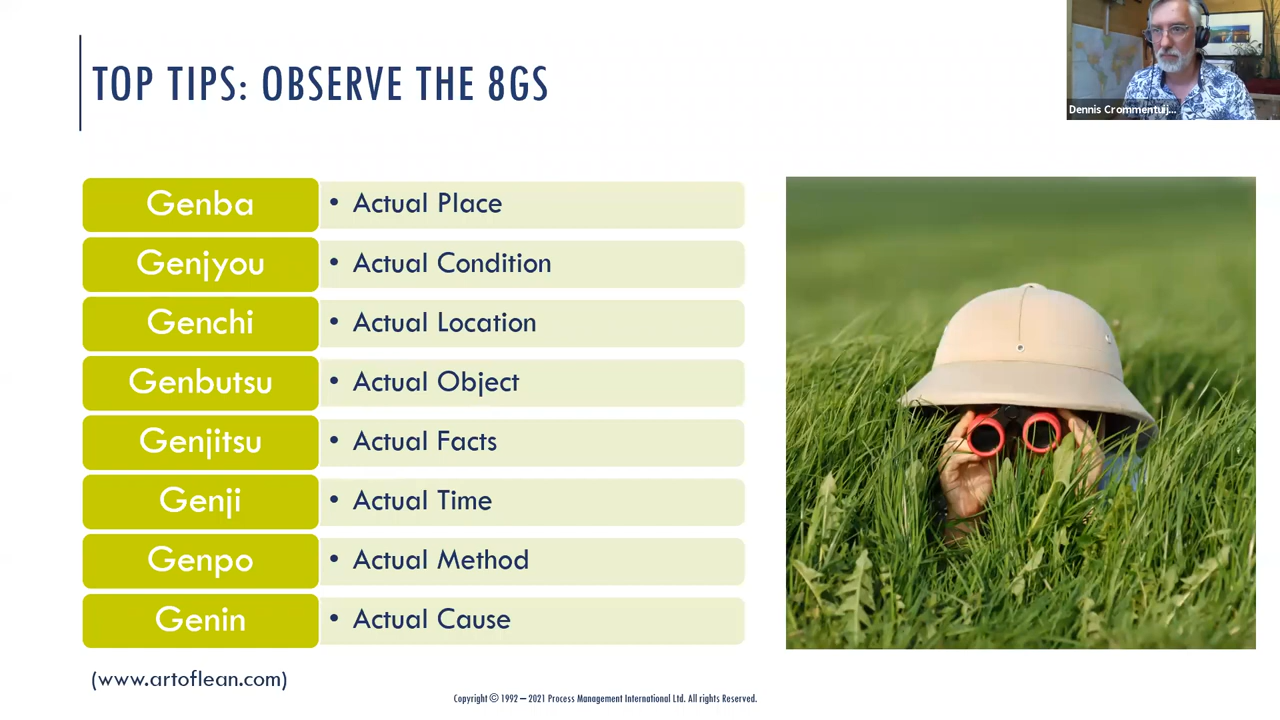 TOP TIPS: OBSERVE THE 8GS
Dennis Crommentuij...
Genba
• Actual Place
Genjyou
• Actual Condition
Genchi
• Actual Location
Genbutsu
• Actual Object
Genjitsu
• Actual Facts
Genji
• Actual Time
Genpo
• Actual Method
Genin
• Actual Cause
(www.artoflean.com)
Copyright © 1992 – 2021 Process Management International Ltd. All rights Reserved.